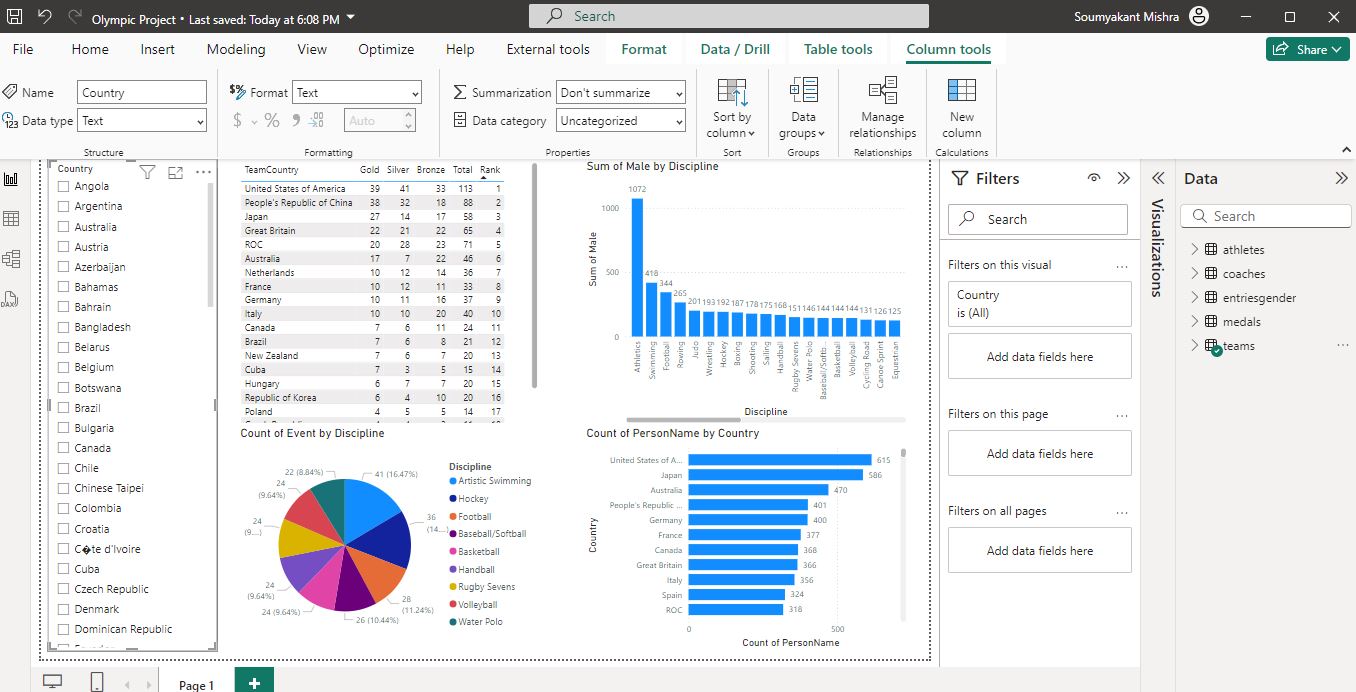 Olympic Project • Last saved: Today at 6:08 PM
Search
Soumyakant Mishra
File Home Insert Modeling View Optimize Help External tools Format Data / Drill Table tools Column tools
Share
Name Country
Data type Text
Structure
Format Text
$ % Auto
Formatting
Summarization Don't summarize
Data category Uncategorized
Properties
Sort by
column
Sort
Data
groups
Groups
Manage
relationships
Relationships
New
column
Calculations
Country
Angola
Argentina
Australia
Austria
Azerbaijan
Bahamas
Bahrain
Bangladesh
Belarus
Belgium
Botswana
Brazil
Bulgaria
Canada
Chile
Chinese Taipei
Colombia
Croatia
C�te d'Ivoire
Cuba
Czech Republic
Denmark
Dominican Republic
TeamCountry Gold Silver Bronze Total Rank
United States of America 39 41 33 113 1
People's Republic of China 38 32 18 88 2
Japan 27 14 17 58 3
Great Britain 22 21 22 65 4
ROC 20 28 23 71 5
Australia 17 7 22 46 6
Netherlands 10 12 14 36 7
France 10 12 11 33 8
Germany 10 11 16 37 9
Italy 10 10 20 40 10
Canada 7 6 11 24 11
Brazil 7 6 8 21 12
New Zealand 7 6 7 20 13
Cuba 7 3 5 15 14
Hungary 6 7 7 20 15
Republic of Korea 6 4 10 20 16
Poland 4 5 5 14 17
Sum of Male by Discipline
Sum of Male
1000
500
0
1072
418
344
265
201
193
192
187
178
175
168
151
146
144
144
144
131
126
125
Athletics
Swimming
Football
Rowing
Judo
Wrestling
Hockey
Boxing
Shooting
Sailing
Handball
Rugby Sevens
Water Polo
Baseball/Softb...
Basketball
Volleyball
Cycling Road
Canoe Sprint
Equestrian
Discipline
Count of Event by Discipline
41 (16.47%)
36
(14....)
28
(11.24%)
26 (10.44%)
24 (9.64%)
24
(9.64%)
24
(9....)
24
(9.64%)
22 (8.84%)
Discipline
Artistic Swimming
Hockey
Football
Baseball/Softball
Basketball
Handball
Rugby Sevens
Volleyball
Water Polo
Count of PersonName by Country
Country
United States of A... 615
Japan 586
Australia 470
People's Republic ... 401
Germany 400
France 377
Canada 368
Great Britain 366
Italy 356
Spain 324
ROC 318
0 500
Count of PersonName
Filters
Search
Filters on this visual
Country
is (All)
Add data fields here
Filters on this page
Add data fields here
Filters on all pages
Add data fields here
Visualizations
Data
Search
athletes
coaches
entriesgender
medals
teams
Page 1